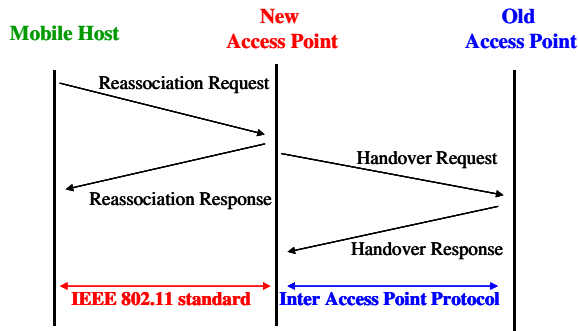 Mobile Host
New
Access Point
Old
Access Point
Reassociation Request
Handover Request
Reassociation Response
Handover Response
IEEE 802.11 standard
Inter Access Point Protocol